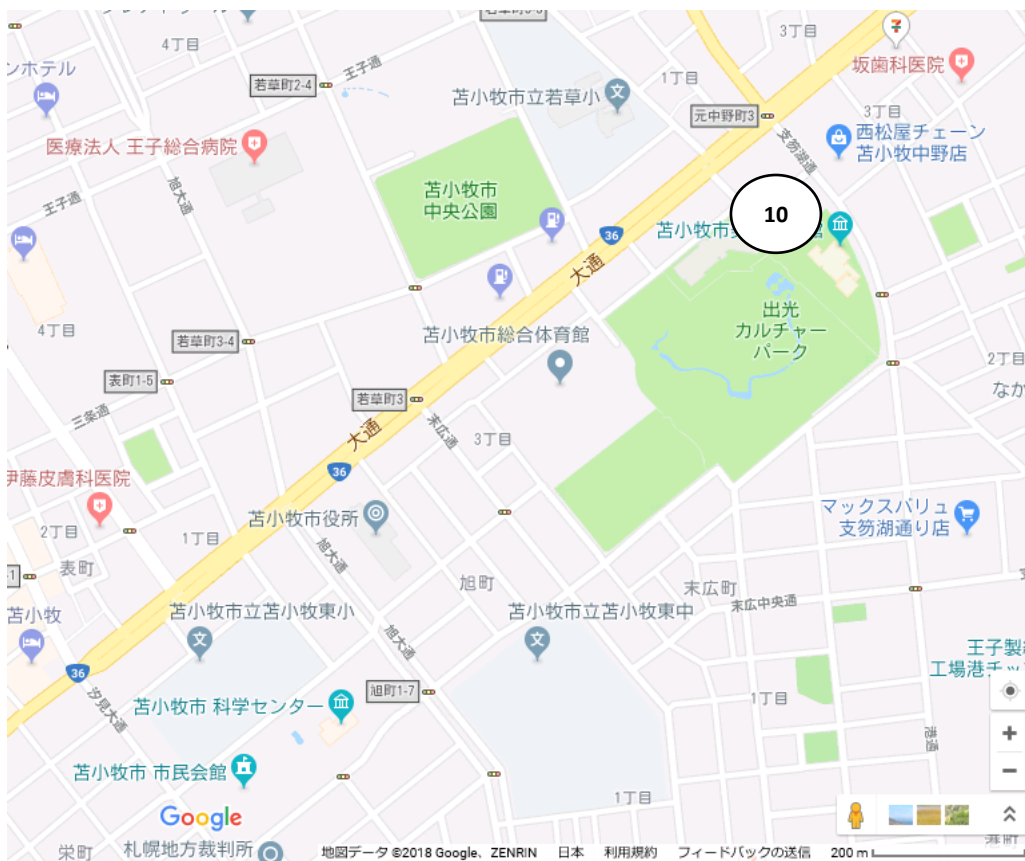 4丁目
3丁目
若草町2-4
王子通
1丁目
坂歯科医院
苫小牧市立若草小
元中野町3
3丁目
医療法人 王子総合病院
支笏湖通
西松屋チェーン
苫小牧中野店
旭大通
苫小牧市
中央公園
王子通
10
苫小牧市
館
36
大通
出光
カルチャー
パーク
4丁目
若草町3-4
苫小牧市総合体育館
2丁目
表町1-5
なか
若草町3
三条通
大通
末広通
3丁目
36
伊藤皮膚科医院
苫小牧市役所
マックスバリュ
支笏湖通り店
2丁目
1丁目
旭大通
表町
旭町
末広町
末広中央通
苫小牧
苫小牧市立苫小牧東小
苫小牧市立苫小牧東中
旭大通
王子製
工場港チッ
36
旭町1-7
汐見大通
苫小牧市 科学センター
1丁目
港通
苫小牧市 市民会館
1丁目
Google
栄町
札幌地方裁判所
地図データ ©2018 Google、ZENRIN 日本 利用規約 フィードバックの送信 200 m